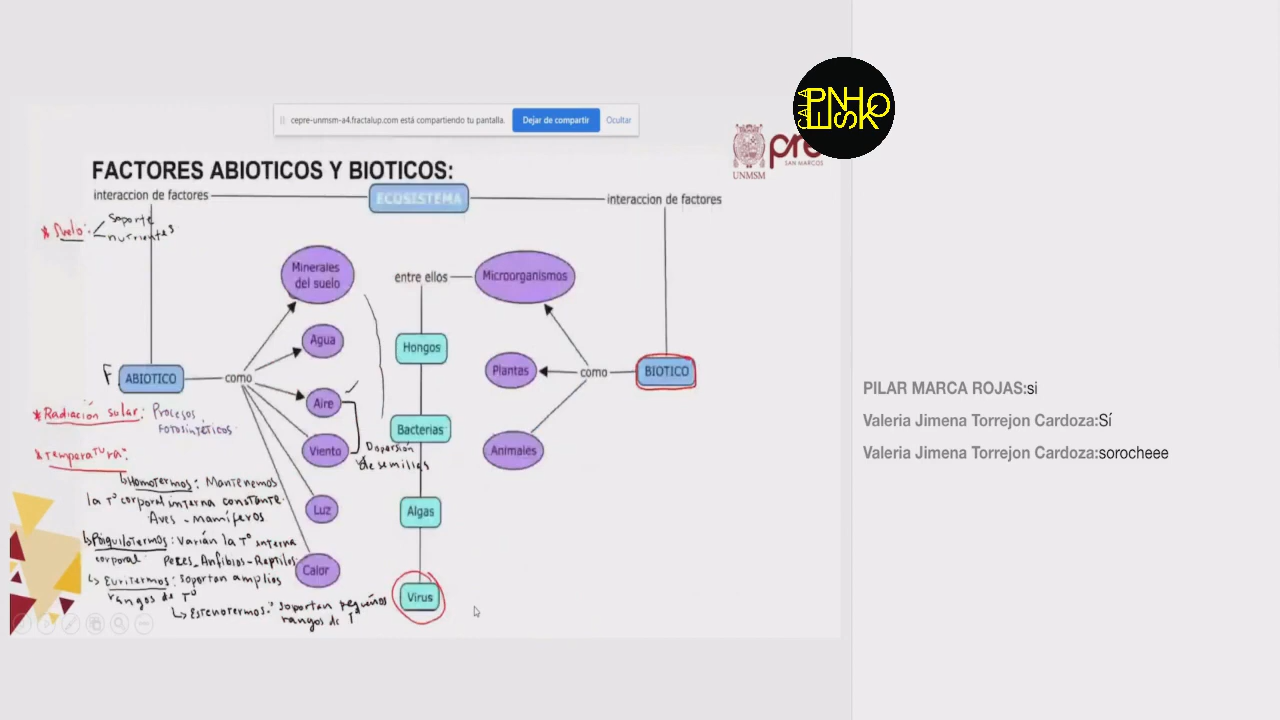 cepre-unmsm-a4.fractalup.com está compartiendo tu pantalla.
Dejar de compartir
Ocultar
UNMSM
pre
SAN MARCOS
FACTORES ABIOTICOS Y BIOTICOS:
interaccion de factores
ECOSISTEMA
interaccion de factores
* Suelo:
Soporte
nutrientes
Minerales
del suelo
entre ellos
Microorganismos
Agua
Hongos
F. ABIOTICO
como
Plantas
como
BIOTICO
Aire
*Radiación solar: Procesos
fotosintéticos
Bacterias
Viento
Dispersión
de semillas
Animales
*Temperatura:
Homotermos: Mantenemos
la T° corporal interna constante.
Aves - Mamíferos
Luz
Algas
Poiquilotermos: Varían la T° interna
corporal Peces_Anfibios-Reptiles
Calor
Euritermos: soportan amplios
rangos de T°
Virus
Estenotermos: soportan pequeños
rangos de T°
PILAR MARCA ROJAS:si
Valeria Jimena Torrejon Cardoza:Sí
Valeria Jimena Torrejon Cardoza:sorocheee